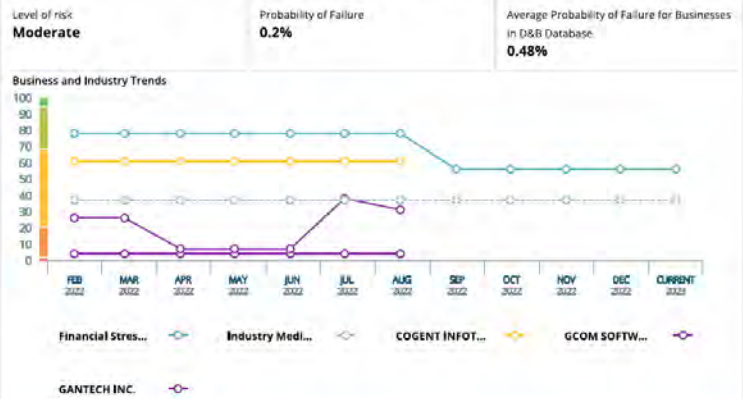 Level of risk
Moderate
Probability of Failure
0.2%
Average Probability of Failure for Businesses
in D&B Database
0.48%
Business and Industry Trends
100
90
80
70
60
50
40
30
20
10
0
FEB MAR APR MAY JUN JUL AUG SEP OCT NOV DEC CURRENT
2022 2022 2022 2022 2022 2022 2022 2022 2022 2022 2022 2023
Financial Stres... Industry Medi... COGENT INFOT... GCOM SOFTW...
GANTECH INC.